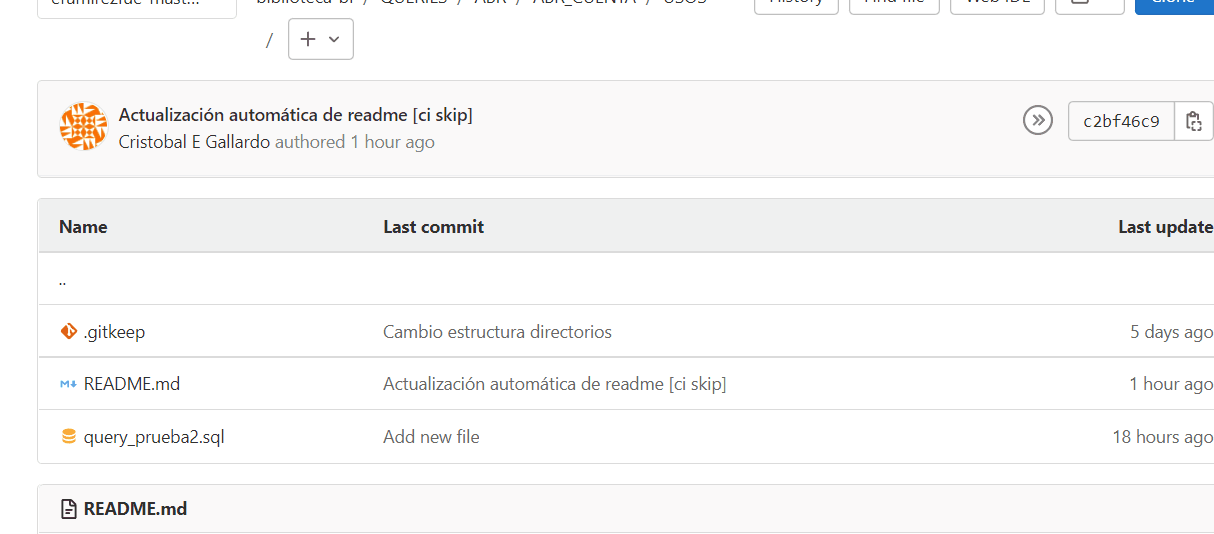 biblioteca-bi / QUERIES / ABR / ABR_CUENTA / USOS
History Find file Web IDE Clone
/
Actualización automática de readme [ci skip]
Cristobal E Gallardo authored 1 hour ago
c2bf46c9
Name Last commit Last update
..
.gitkeep Cambio estructura directorios 5 days ago
README.md Actualización automática de readme [ci skip] 1 hour ago
query_prueba2.sql Add new file 18 hours ago
README.md